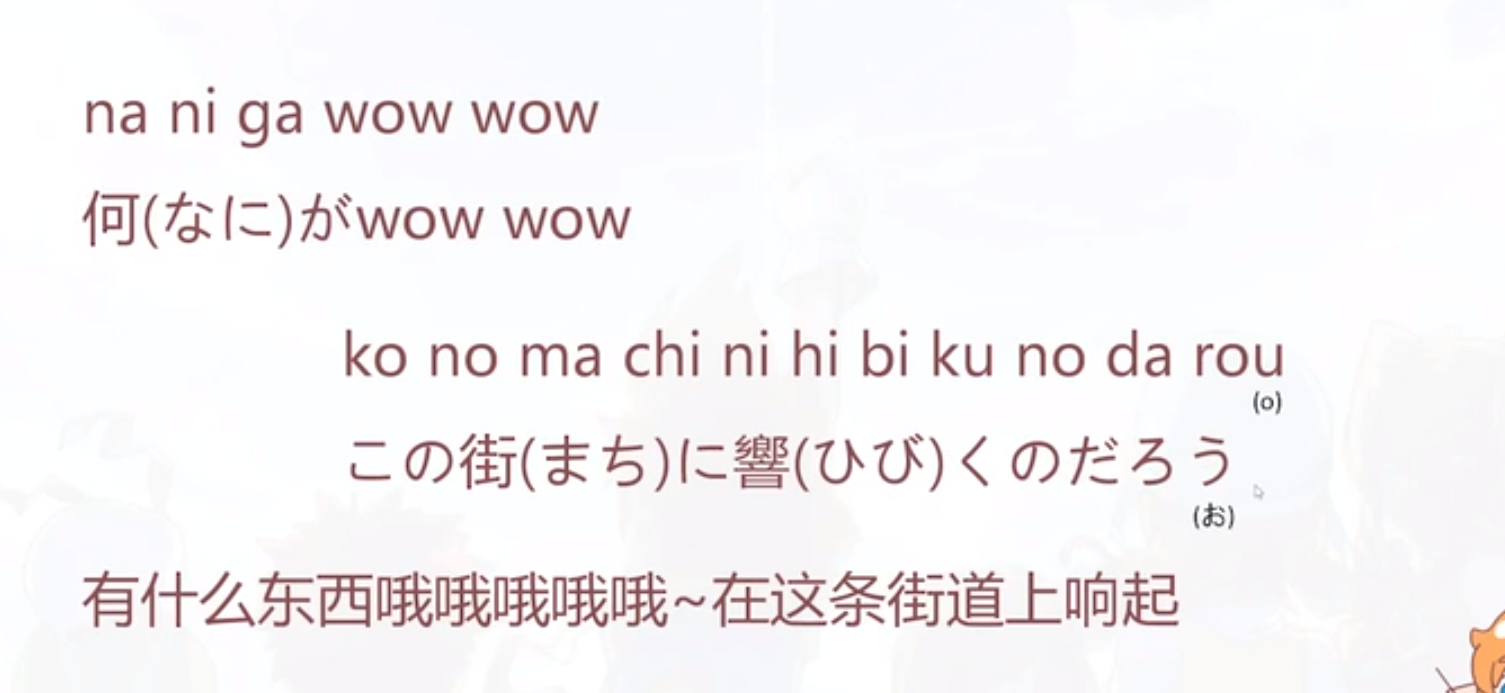 na ni ga wow wow
何(なに)がwow wow
ko no ma chi ni hi bi ku no da rou
(o)
この街(まち)に響(ひび)くのだろう
(お)
有什么东西哦哦哦哦哦~在这条街道上响起